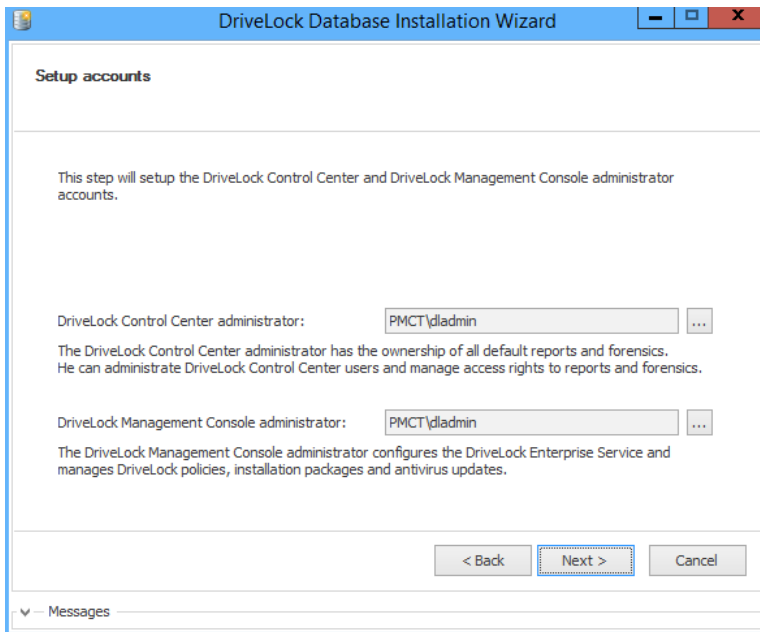 DriveLock Database Installation Wizard
Setup accounts
This step will setup the DriveLock Control Center and DriveLock Management Console administrator
accounts.
DriveLock Control Center administrator:
PMCT\dladmin
...
The DriveLock Control Center administrator has the ownership of all default reports and forensics.
He can administrate DriveLock Control Center users and manage access rights to reports and forensics.
DriveLock Management Console administrator:
PMCT\dladmin
...
The DriveLock Management Console administrator configures the DriveLock Enterprise Service and
manages DriveLock policies, installation packages and antivirus updates.
< Back
Next >
Cancel
Messages